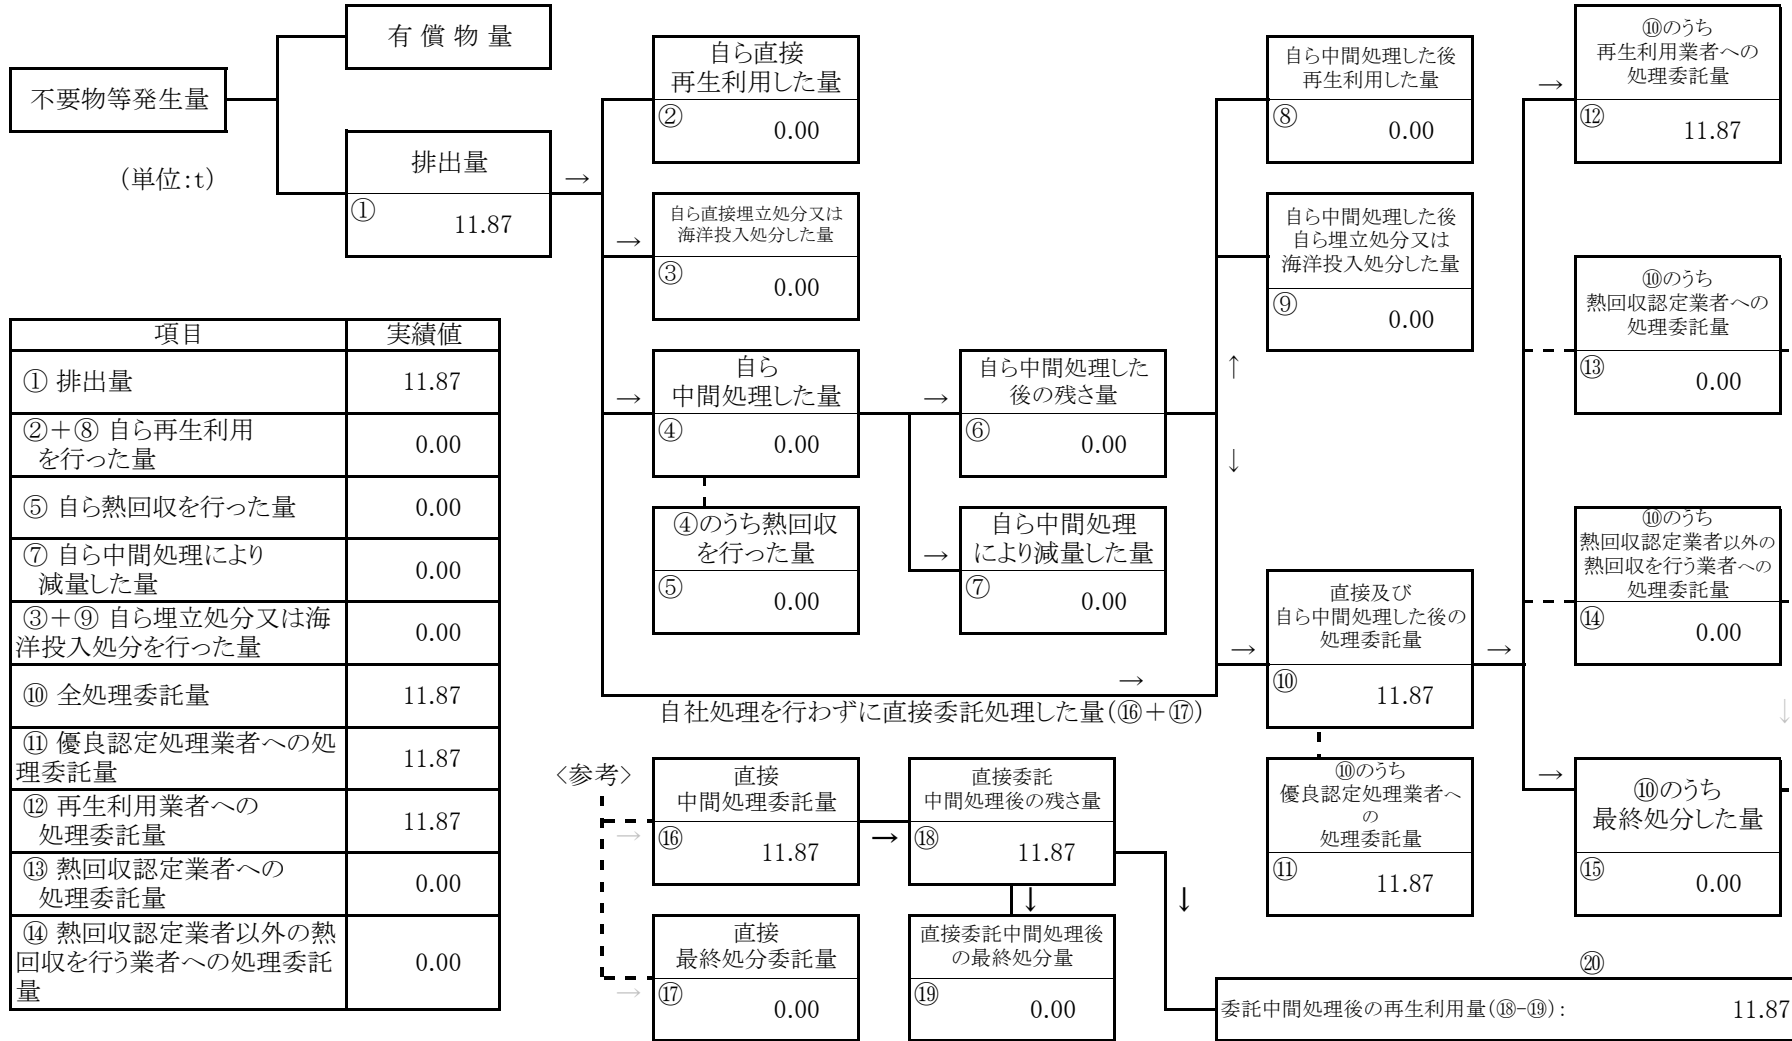 不要物等発生量
(単位:t)
有 償 物 量
排出量
①
11.87
→
自ら直接
再生利用した量
②
0.00
→
自ら直接埋立処分又は
海洋投入処分した量
③
0.00
→
自ら
中間処理した量
④
0.00
④のうち熱回収
を行った量
⑤
0.00
→
自ら中間処理した
後の残さ量
⑥
0.00
→
自ら中間処理
により減量した量
⑦
0.00
↑
↓
自ら中間処理した後
再生利用した量
⑧
0.00
自ら中間処理した後
自ら埋立処分又は
海洋投入処分した量
⑨
0.00
→
自社処理を行わずに直接委託処理した量(⑯+⑰)
→
直接及び
自ら中間処理した後の
処理委託量
⑩
11.87
⑩のうち
優良認定処理業者へ
の
処理委託量
⑪
11.87
→
→
⑩のうち
再生利用業者への
処理委託量
⑫
11.87
⑩のうち
熱回収認定業者への
処理委託量
⑬
0.00
⑩のうち
熱回収認定業者以外の
熱回収を行う業者への
処理委託量
⑭
0.00
↓
→
⑩のうち
最終処分した量
⑮
0.00
項目 実績値
① 排出量 11.87
②+⑧ 自ら再生利用
を行った量 0.00
⑤ 自ら熱回収を行った量 0.00
⑦ 自ら中間処理により
減量した量 0.00
③+⑨ 自ら埋立処分又は海
洋投入処分を行った量 0.00
⑩ 全処理委託量 11.87
⑪ 優良認定処理業者への処
理委託量 11.87
⑫ 再生利用業者への
処理委託量 11.87
⑬ 熱回収認定業者への
処理委託量 0.00
⑭ 熱回収認定業者以外の熱
回収を行う業者への処理委託
量 0.00
〈参考〉
→
直接
中間処理委託量
⑯
11.87
→
直接委託
中間処理後の残さ量
⑱
11.87
→
直接
最終処分委託量
⑰
0.00
↓
直接委託中間処理後
の最終処分量
⑲
0.00
↓
⑳
委託中間処理後の再生利用量(⑱-⑲): 11.87